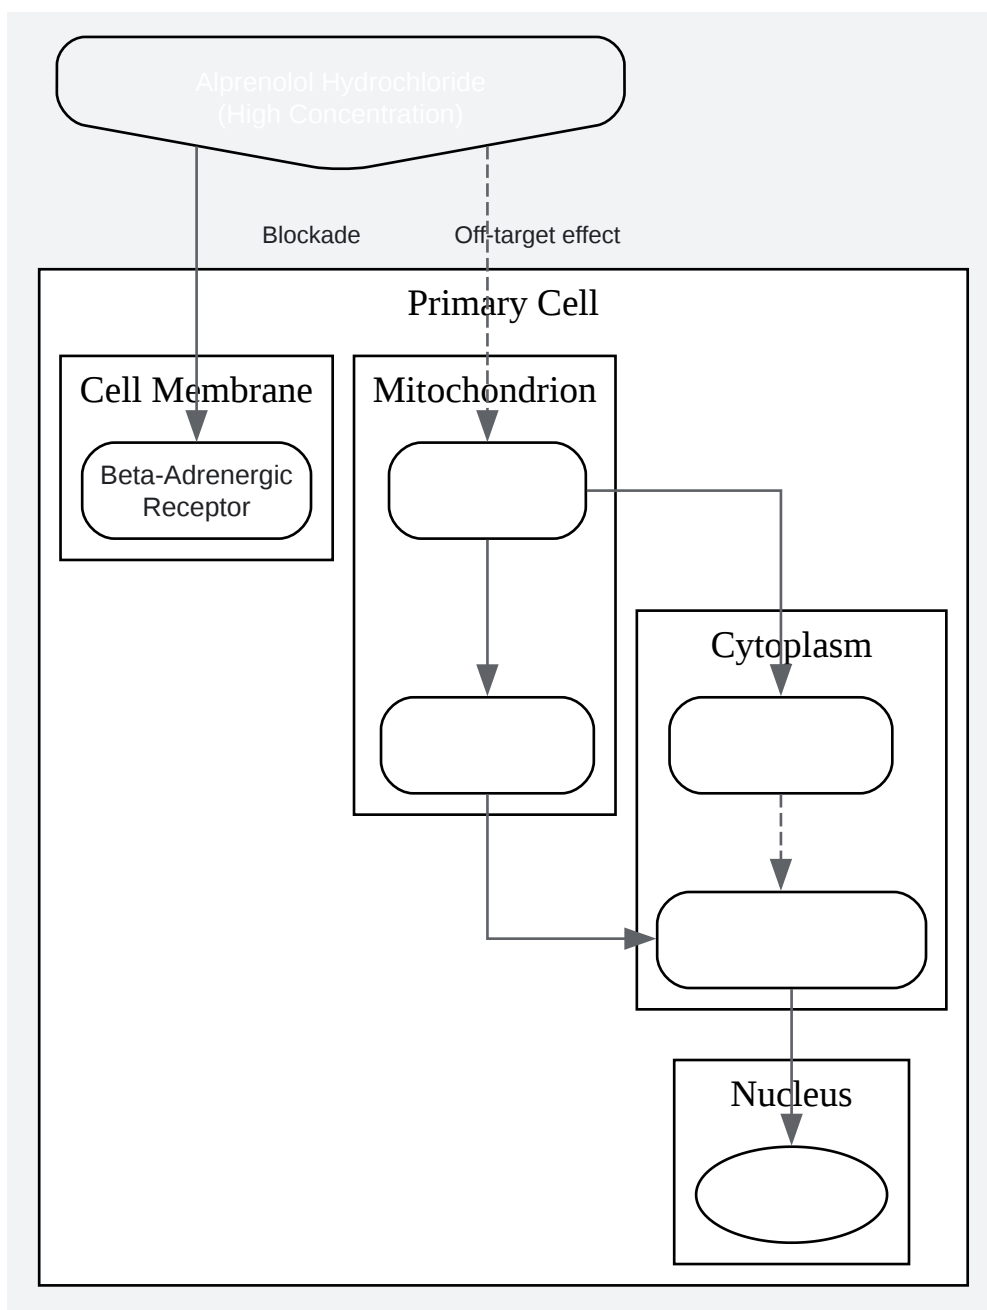 Alprenolol Hydrochloride
(High Concentration)
Blockade
Off-target effect
Primary Cell
Cell Membrane
Mitochondrion
Beta-Adrenergic
Receptor
Cytoplasm
Nucleus